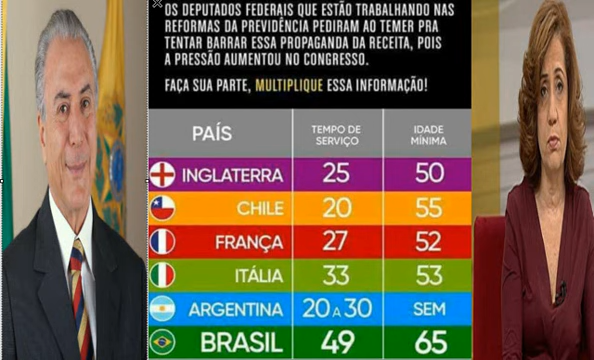 OS DEPUTADOS FEDERAIS QUE ESTÃO TRABALHANDO NAS
REFORMAS DA PREVIDÊNCIA PEDIRAM AO TEMER PRA
TENTAR BARRAR ESSA PROPAGANDA DA RECEITA, POIS
A PRESSÃO AUMENTOU NO CONGRESSO.
FAÇA SUA PARTE, MULTIPLIQUE ESSA INFORMAÇÃO!
PAÍS TEMPO DE SERVIÇO IDADE MÍNIMA
INGLATERRA 25 50
CHILE 20 55
FRANÇA 27 52
ITÁLIA 33 53
ARGENTINA 20 A 30 SEM
BRASIL 49 65